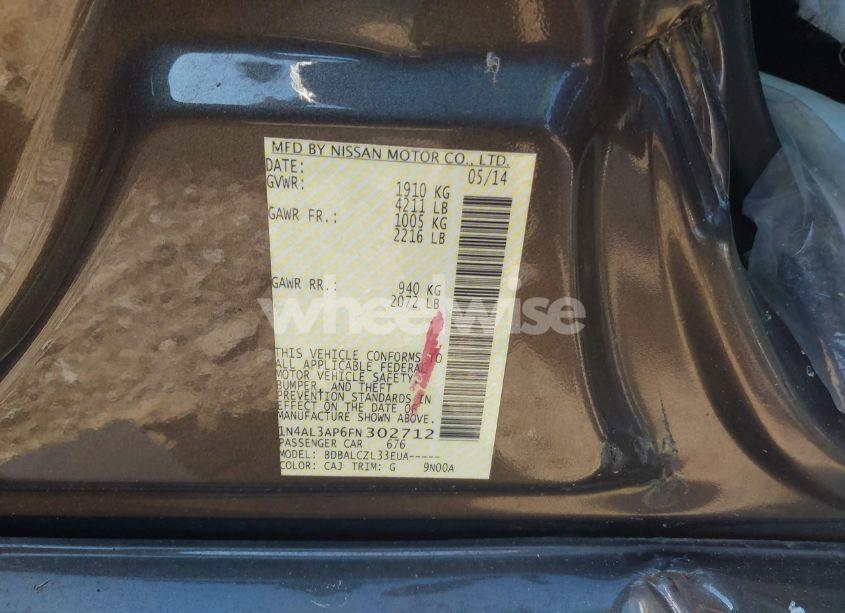 MFD BY NISSAN MOTOR CO., LTD.
DATE: 05/14
GVWR: 1910 KG
4211 LB
GAWR FR.: 1005 KG
2216 LB
GAWR RR.: 940 KG
2072 LB
wheelwise
THIS VEHICLE CONFORMS TO
ALL APPLICABLE FEDERAL
MOTOR VEHICLE SAFETY,
BUMPER, AND THEFT
PREVENTION STANDARDS IN
EFFECT ON THE DATE OF
MANUFACTURE SHOWN ABOVE.
1N4AL3AP6FN302712
PASSENGER CAR 676
MODEL: BDBALCZL33EUA-----
COLOR: CAJ TRIM: G 9N00A